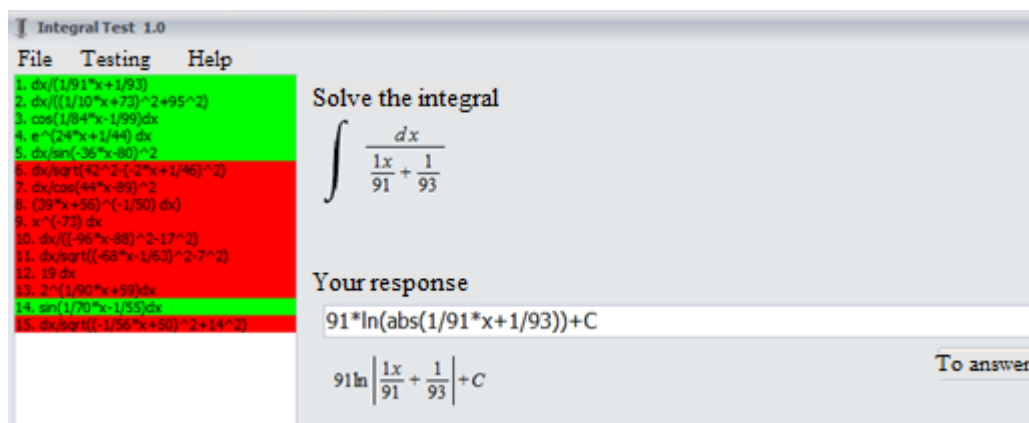 Integral Test 1.0
File Testing Help
1. dx/(1/91*x+1/93)
2. dx/((1/10*x+73)^2+95^2)
3. cos(1/84*x-1/99)dx
4. e^(24*x+1/44) dx
5. dx/sin(-36*x-80)^2
6. dx/sqrt(42^2-(-2*x+1/46)^2)
7. dx/cos(44*x-89)^2
8. (39*x+56)^(-1/50) dx)
9. x^(-73) dx
10. dx/((-96*x-88)^2-17^2)
11. dx/sqrt((-68*x-1/63)^2-7^2)
12. 19 dx
13. 2^(1/90*x+59)dx
14. sin(1/70*x-1/55)dx
15. dx/sqrt((-1/56*x+50)^2+14^2)
Solve the integral
∫ dx
1x/91 + 1/93
Your response
91*ln(abs(1/91*x+1/93))+C
91ln|1x/91 + 1/93|+C
To answer